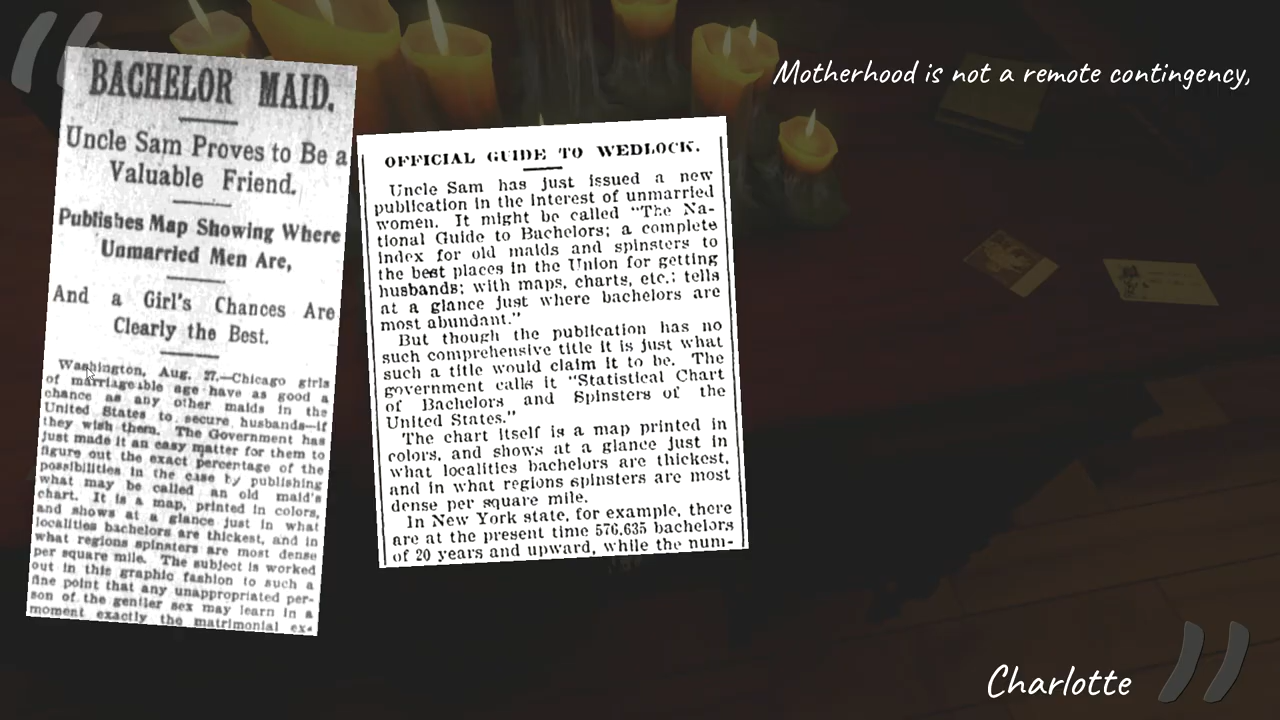 BACHELOR MAID.
Uncle Sam Proves to Be a
Valuable Friend.
Publishes Map Showing Where
Unmarried Men Are,
And a Girl's Chances Are
Clearly the Best.
Washington, Aug. 27.—Chicago girls
of marriageable age have as good a
chance as any other maids in the
United States to secure husbands—if
they wish them. The Government has
just made it an easy matter for them to
figure out the exact percentage of the
possibilities in the case by publishing
what may be called an old maid's
chart. It is a map, printed in colors,
and shows at a glance just in what
localities bachelors are thickest, and in
what regions spinsters are most dense
per square mile. The subject is worked
out in this graphic fashion to such a
fine point that any unappropriated per-
son of the gentler sex may learn in a
moment exactly the matrimonial ex-
OFFICIAL GUIDE TO WEDLOCK.
Uncle Sam has just issued a new
publication in the interest of unmarried
women. It might be called "The Na-
tional Guide to Bachelors; a complete
index for old maids and spinsters to
the best places in the Union for getting
husbands; with maps, charts, etc.; tells
at a glance just where bachelors are
most abundant."
But though the publication has no
such comprehensive title it is just what
such a title would claim it to be. The
government calls it "Statistical Chart
of Bachelors and Spinsters of the
United States."
The chart itself is a map printed in
colors, and shows at a glance just in
what localities bachelors are thickest,
and in what regions spinsters are most
dense per square mile.
In New York state, for example, there
are at the present time 576,635 bachelors
of 20 years and upward, while the num-
Motherhood is not a remote contingency,
Charlotte